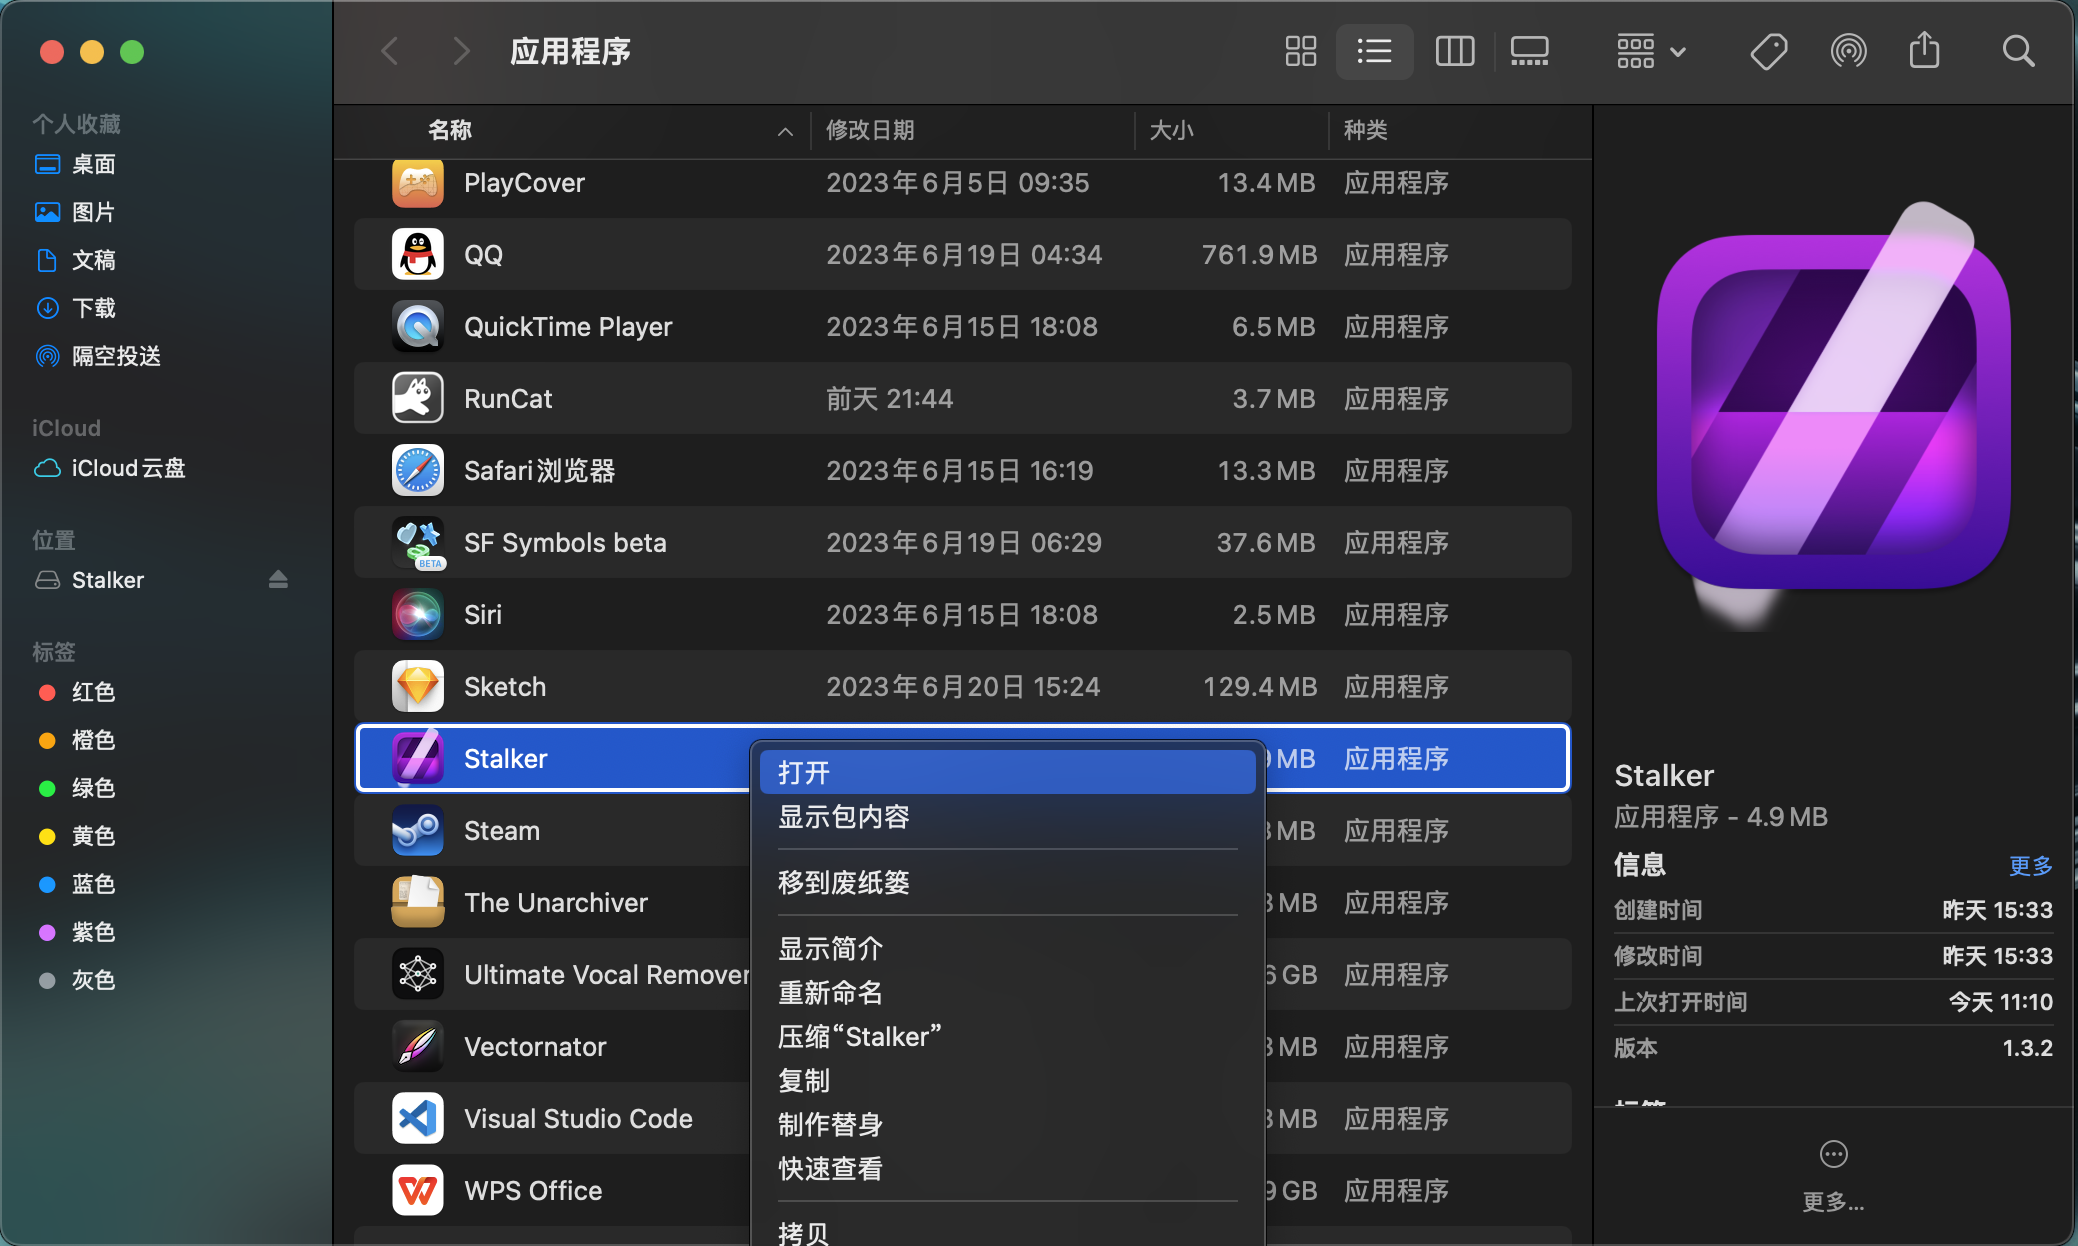 应用程序
个人收藏
桌面
图片
文稿
下载
隔空投送
iCloud
iCloud云盘
位置
Stalker
标签
红色
橙色
绿色
黄色
蓝色
紫色
灰色
名称 修改日期 大小 种类
PlayCover 2023年6月5日 09:35 13.4 MB 应用程序
QQ 2023年6月19日 04:34 761.9 MB 应用程序
QuickTime Player 2023年6月15日 18:08 6.5 MB 应用程序
RunCat 前天 21:44 3.7 MB 应用程序
Safari浏览器 2023年6月15日 16:19 13.3 MB 应用程序
SF Symbols beta 2023年6月19日 06:29 37.6 MB 应用程序
BETA
Siri 2023年6月15日 18:08 2.5 MB 应用程序
Sketch 2023年6月20日 15:24 129.4 MB 应用程序
Stalker MB 应用程序
Steam MB 应用程序
The Unarchiver MB 应用程序
Ultimate Vocal Remover GB 应用程序
Vectornator MB 应用程序
Visual Studio Code MB 应用程序
WPS Office GB 应用程序
打开
显示包内容
移到废纸篓
显示简介
重新命名
压缩“Stalker”
复制
制作替身
快速查看
拷贝
Stalker
应用程序 - 4.9 MB
信息 更多
创建时间 昨天 15:33
修改时间 昨天 15:33
上次打开时间 今天 11:10
版本 1.3.2
更多...